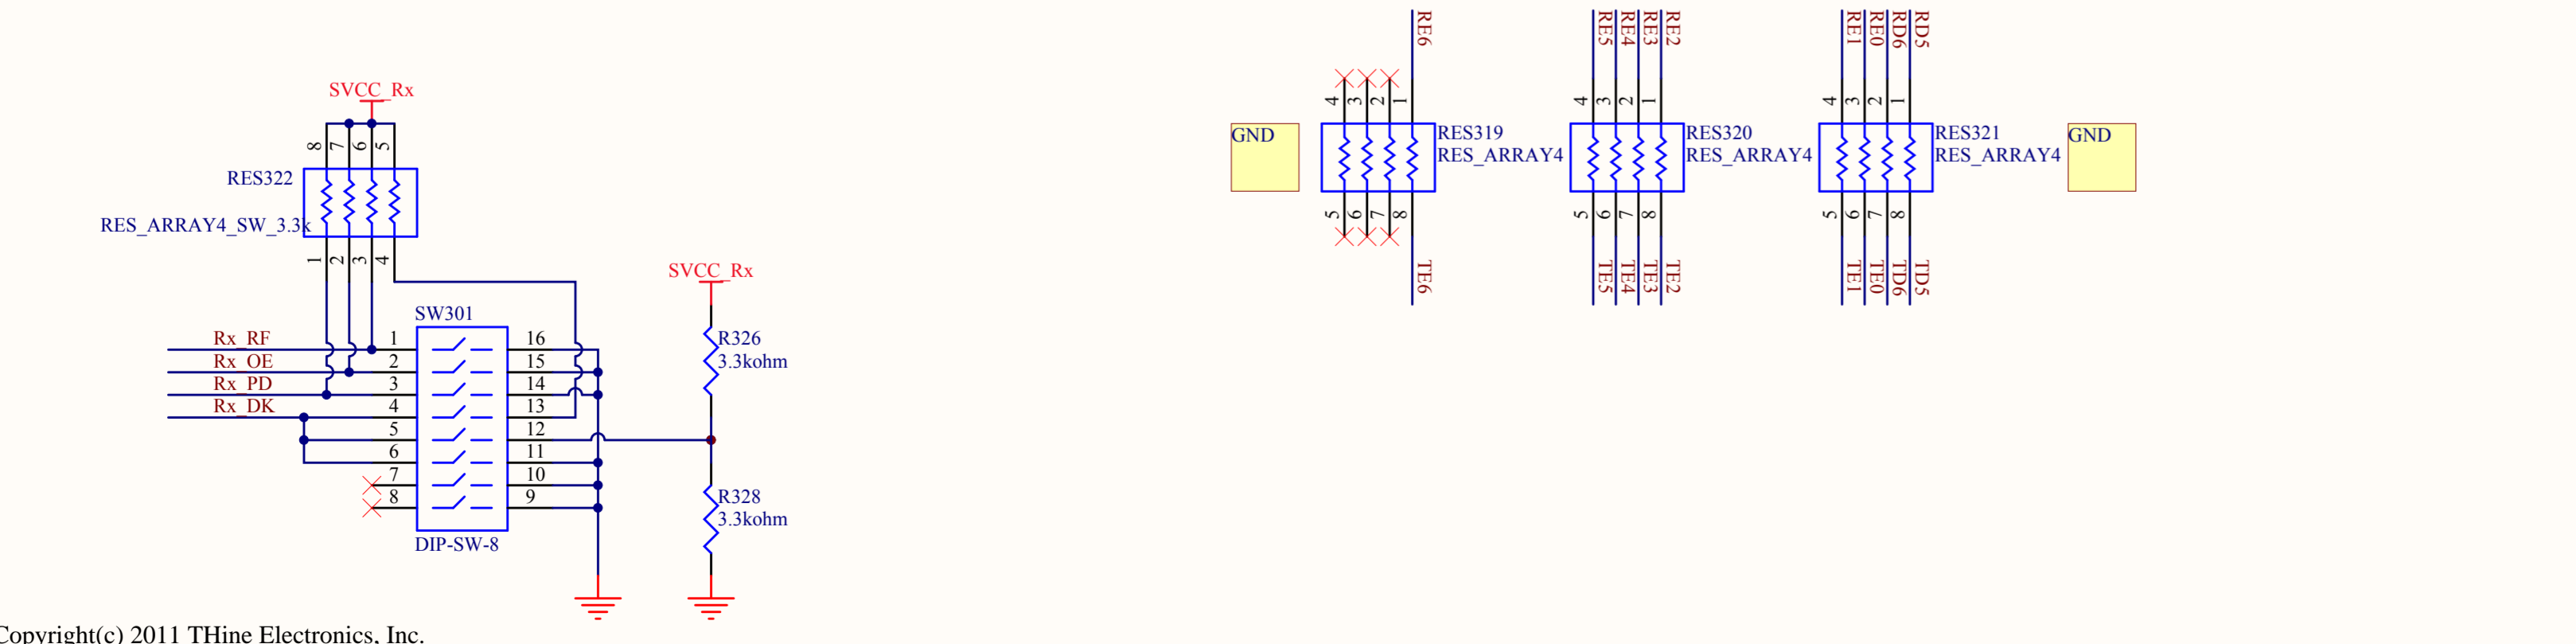 RE6
RE5
RE4
RE3
RE2
RE1
RE0
RD6
RD5
SVCC_Rx
4
3
2
1
4
3
2
1
4
3
2
1
GND
RES319
RES_ARRAY4
RES320
RES_ARRAY4
RES321
RES_ARRAY4
GND
8
7
6
5
RES322
RES_ARRAY4_SW_3.3k
5
6
7
8
5
6
7
8
5
6
7
8
1
2
3
4
TE6
TE5
TE4
TE3
TE2
TE1
TE0
TD6
TD5
SVCC_Rx
SW301
Rx_RF 1 16
Rx_OE 2 15
Rx_PD 3 14
Rx_DK 4 13
5 12
6 11
7 10
8 9
R326
3.3kohm
R328
3.3kohm
DIP-SW-8
Copyright(c) 2011 THine Electronics, Inc.